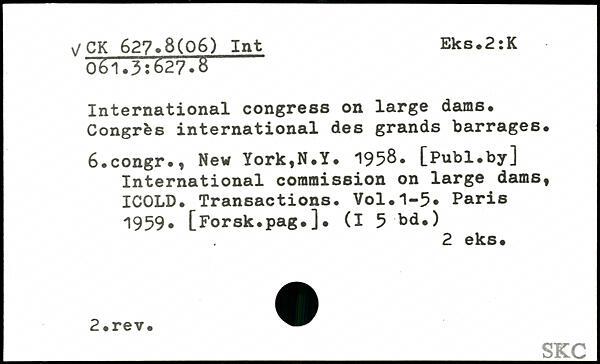 v CK 627.8(06) Int Eks.2:K
061.3:627.8
International congress on large dams.
Congrès international des grands barrages.
6.congr., New York,N.Y. 1958. [Publ.by]
International commission on large dams,
ICOLD. Transactions. Vol.1-5. Paris
1959. [Forsk.pag.]. (I 5 bd.)
2 eks.
2.rev.
SKC